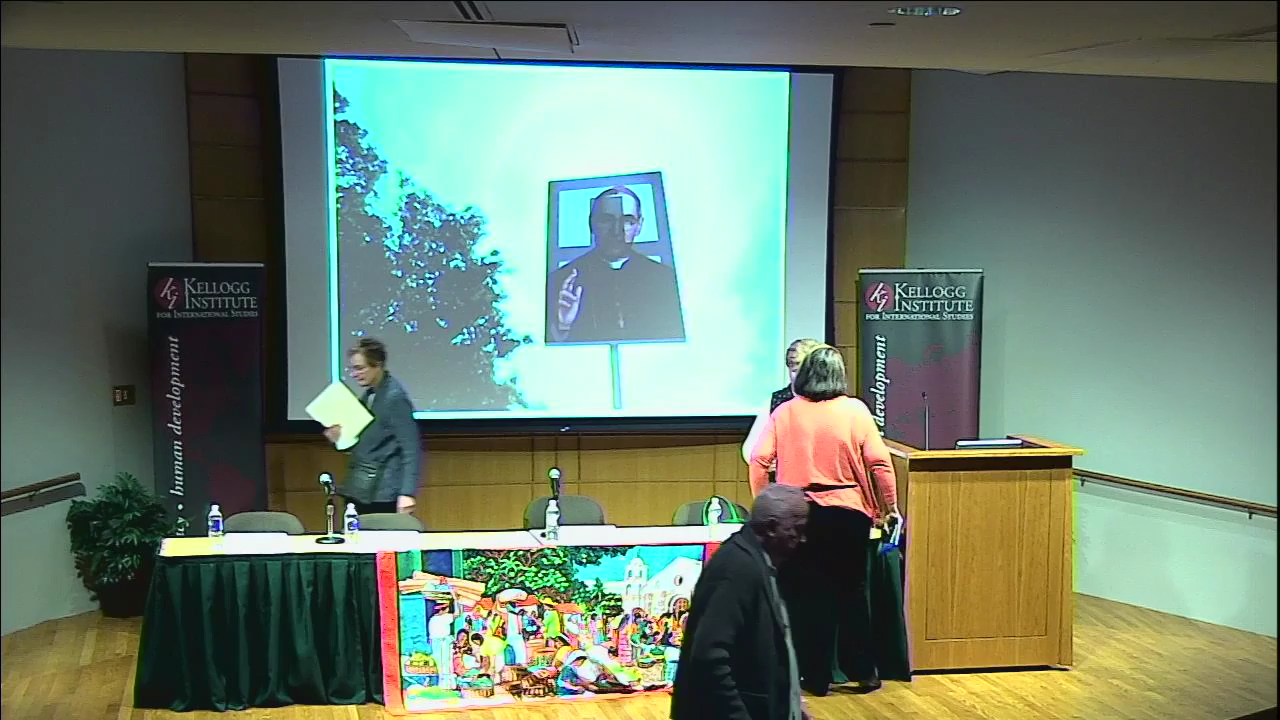 KELLOGG
INSTITUTE
FOR INTERNATIONAL STUDIES
human development
KELLOGG
INSTITUTE
FOR INTERNATIONAL STUDIES
development